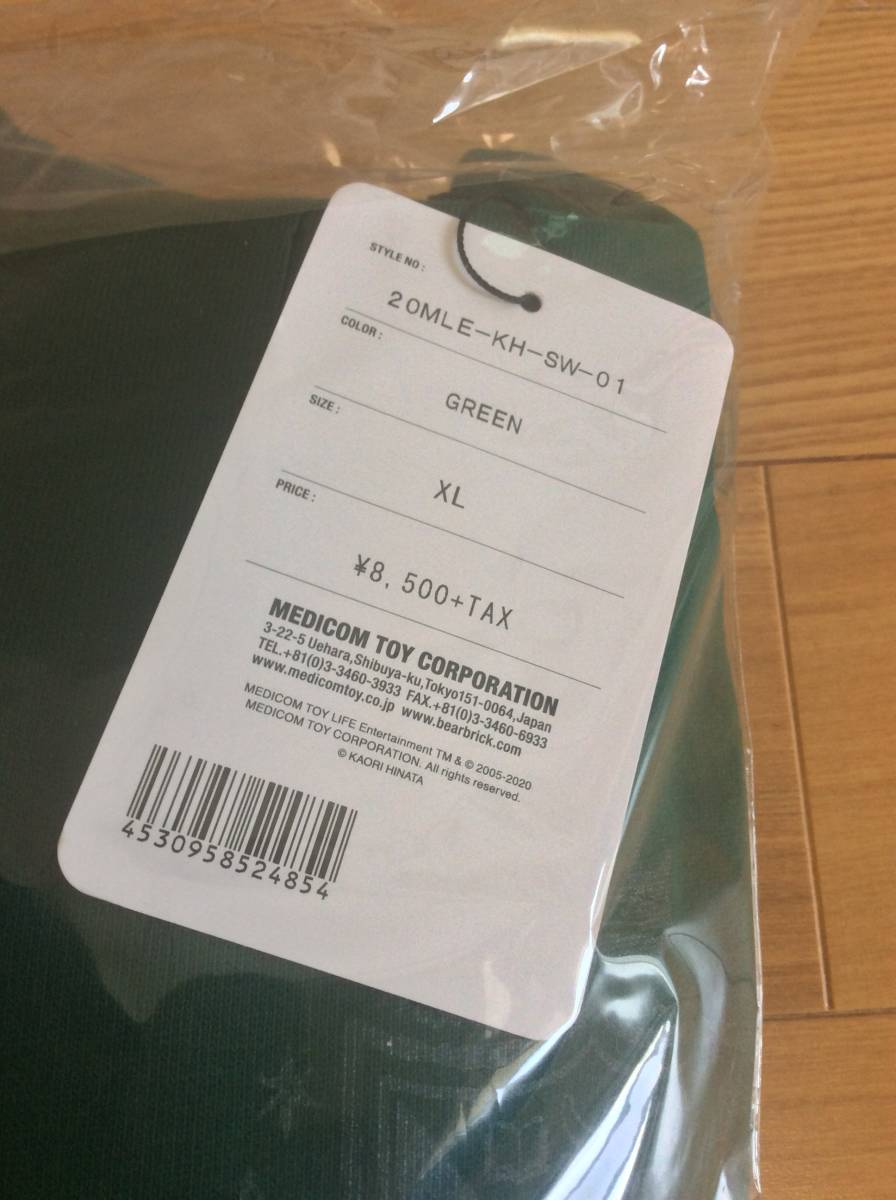 STYLE NO :
20MLE-KH-SW-01
COLOR :
GREEN
SIZE :
XL
PRICE :
¥8,500+TAX
MEDICOM TOY CORPORATION
3-22-5 Uehara,Shibuya-ku,Tokyo151-0064,Japan
TEL.+81(0)3-3460-3933 FAX.+81(0)3-3460-6933
www.medicomtoy.co.jp www.bearbrick.com
MEDICOM TOY LIFE Entertainment TM & © 2005-2020
MEDICOM TOY CORPORATION. All rights reserved.
© KAORI HINATA
4530958524854